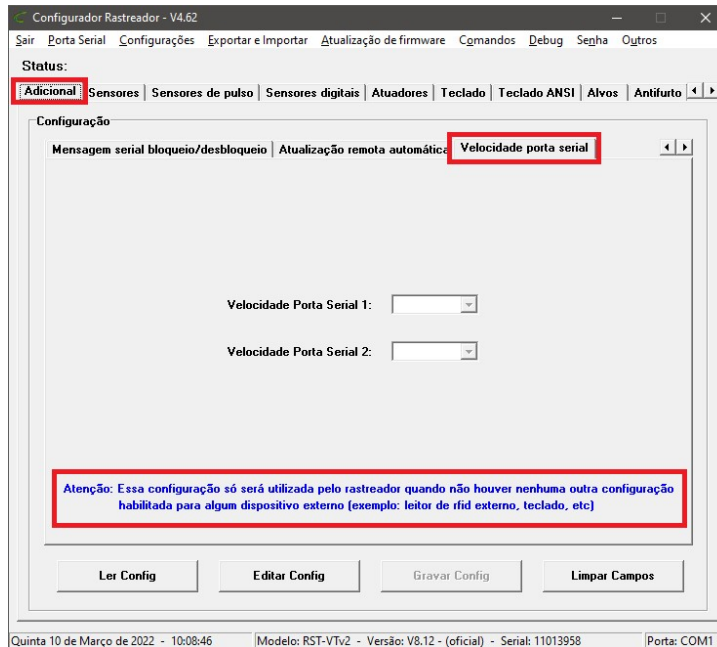 Configurador Rastreador - V4.62
Sair Porta Serial Configurações Exportar e Importar Atualização de firmware Comandos Debug Senha Outros
Status:
Adicional Sensores Sensores de pulso Sensores digitais Atuadores Teclado Teclado ANSI Alvos Antifurto
Configuração
Mensagem serial bloqueio/desbloqueio Atualização remota automática Velocidade porta serial
Velocidade Porta Serial 1:
Velocidade Porta Serial 2:
Atenção: Essa configuração só será utilizada pelo rastreador quando não houver nenhuma outra configuração
habilitada para algum dispositivo externo (exemplo: leitor de rfid externo, teclado, etc)
Ler Config Editar Config Gravar Config Limpar Campos
Quinta 10 de Março de 2022 - 10:08:46 Modelo: RST-VTv2 - Versão: V8.12 - (oficial) - Serial: 11013958 Porta: COM1